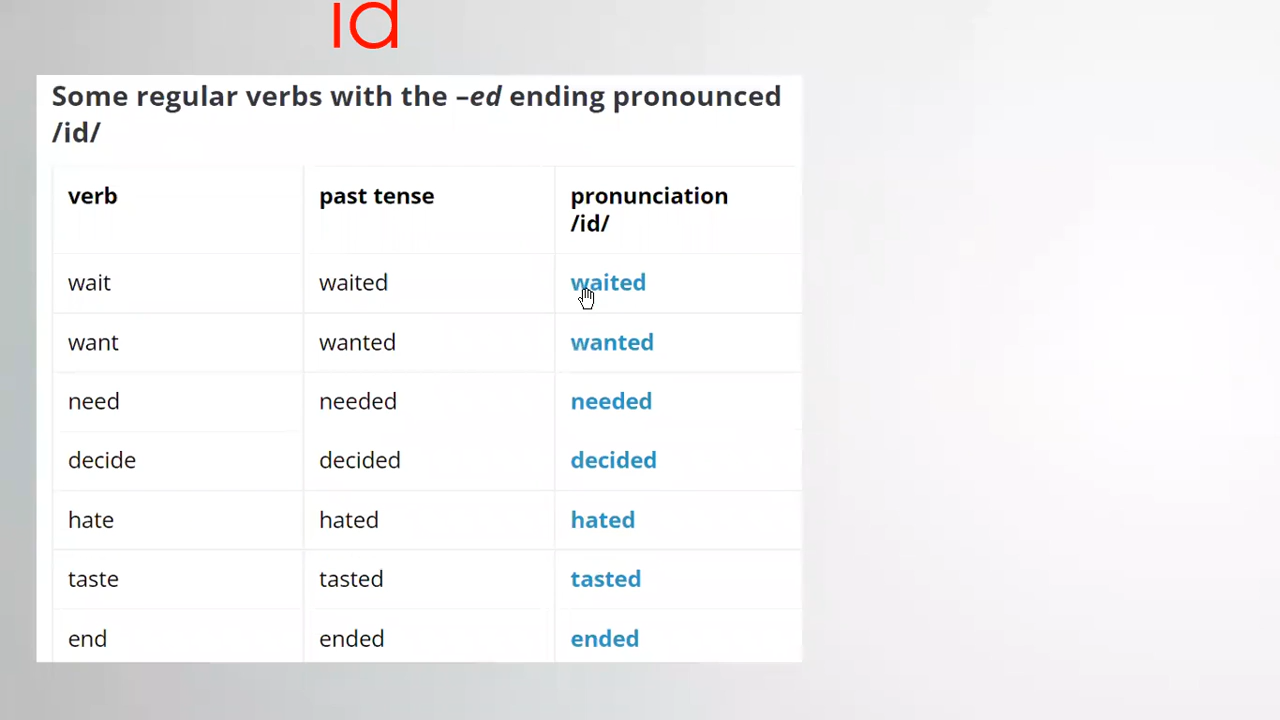 id
Some regular verbs with the –ed ending pronounced
/id/
verb past tense pronunciation
/id/
wait waited waited
want wanted wanted
need needed needed
decide decided decided
hate hated hated
taste tasted tasted
end ended ended